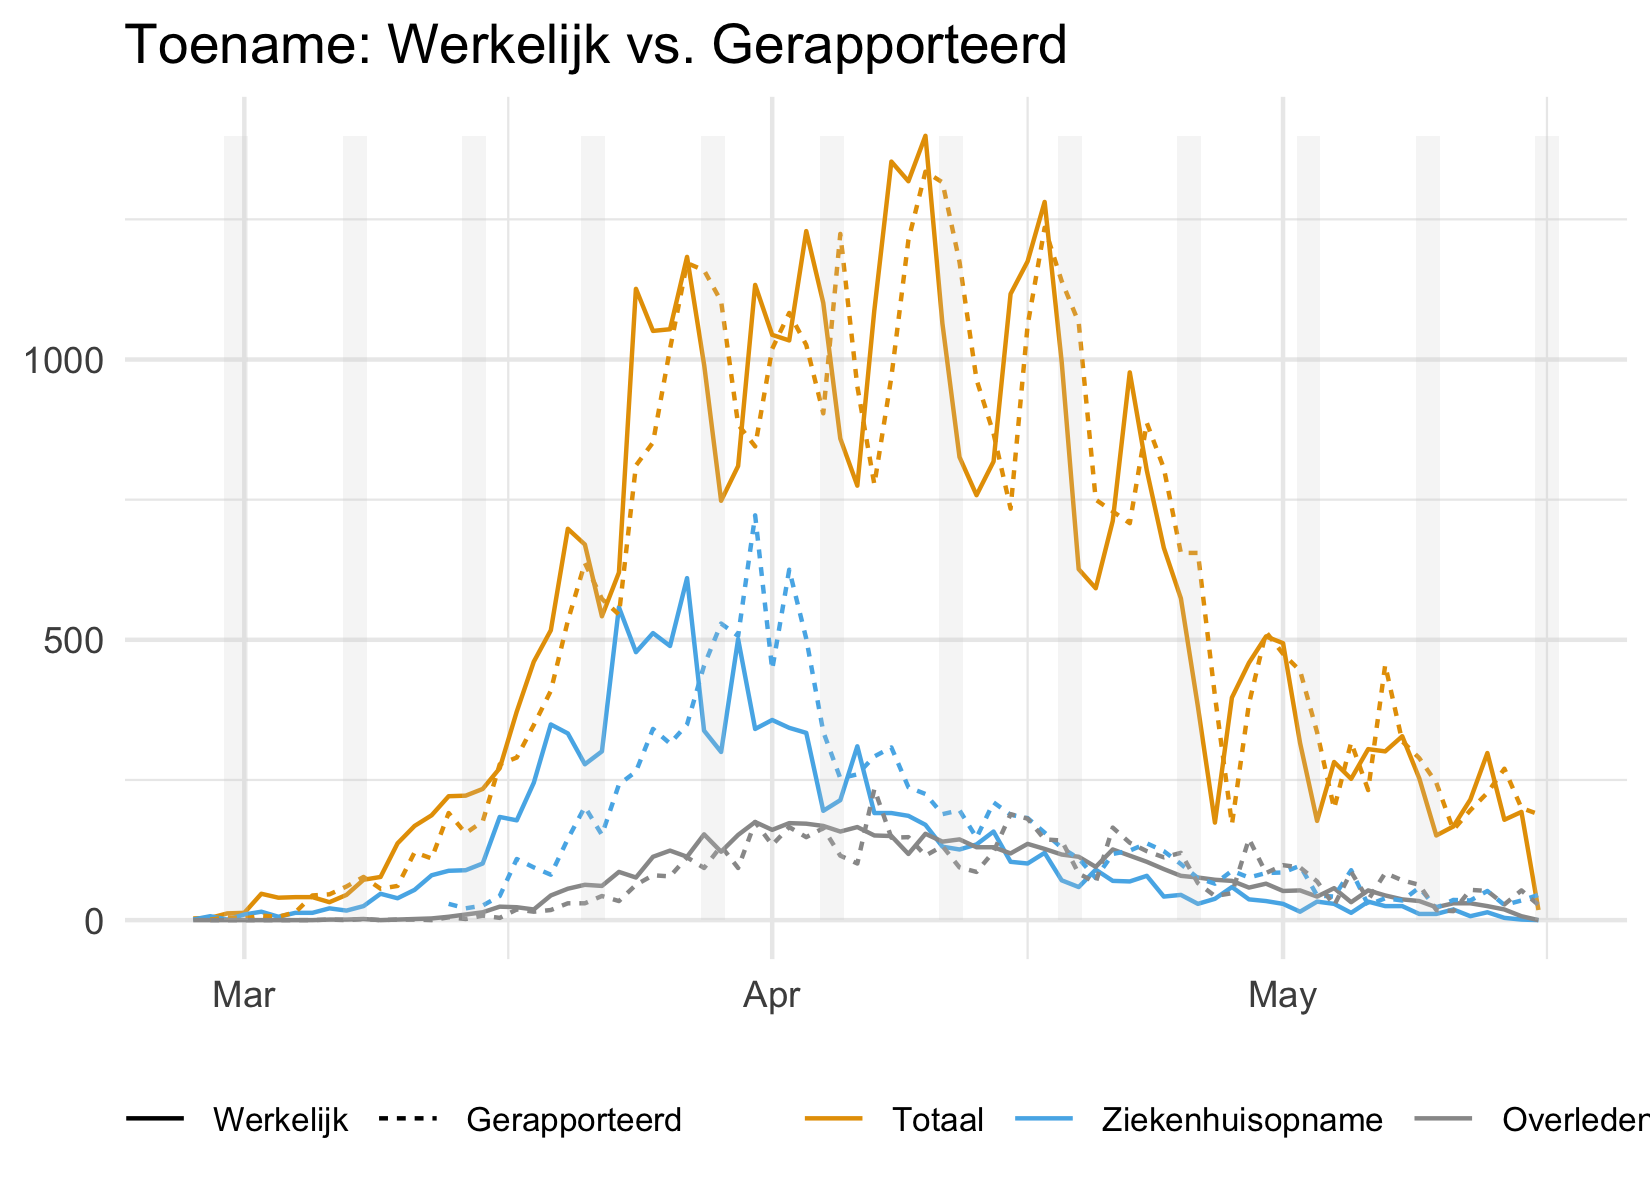 Toename: Werkelijk vs. Gerapporteerd
1000
500
0
Mar Apr May
Werkelijk Gerapporteerd Totaal Ziekenhuisopname Overleden